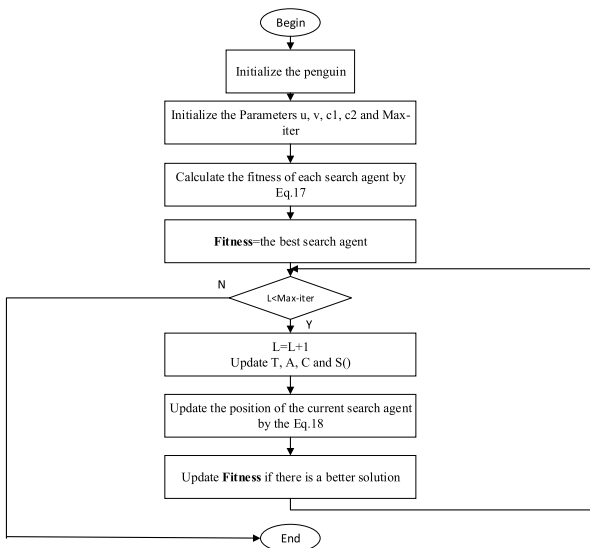 Begin
Initialize the penguin
Initialize the Parameters u, v, c1, c2 and Max-
iter
Calculate the fitness of each search agent by
Eq.17
Fitness=the best search agent
N
L<Max-iter
Y
L=L+1
Update T, A, C and S()
Update the position of the current search agent
by the Eq.18
Update Fitness if there is a better solution
End